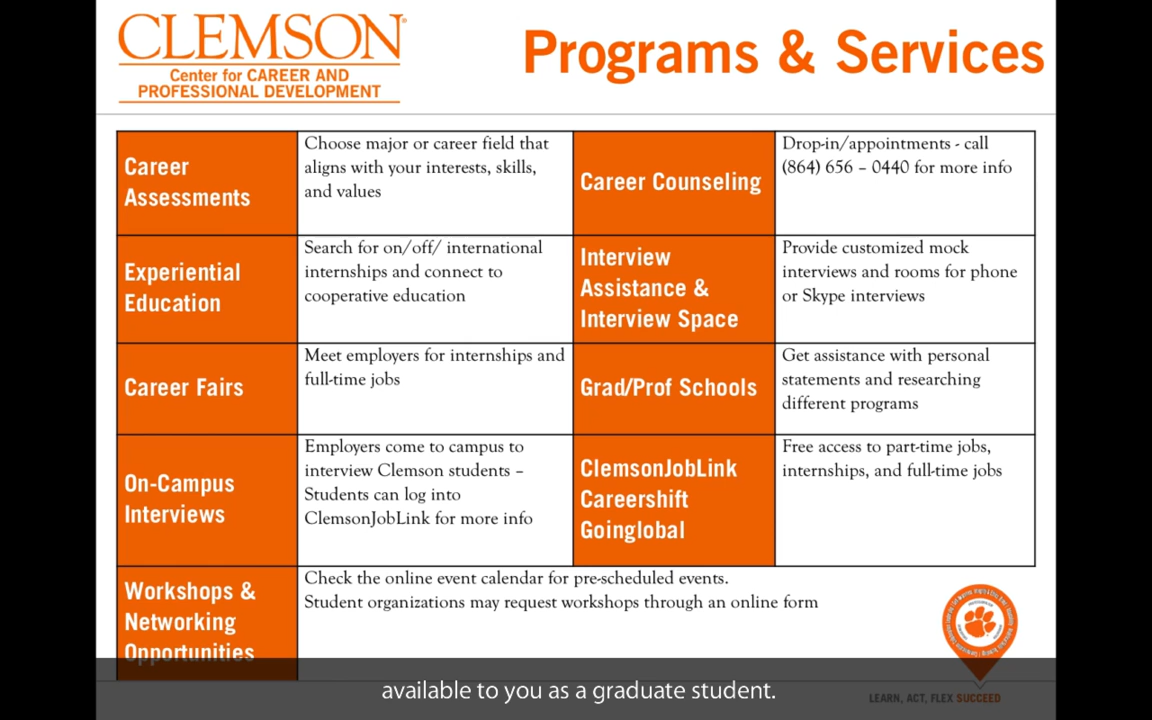 CLEMSON
Center for CAREER AND
PROFESSIONAL DEVELOPMENT
Programs & Services
Career
Assessments
Choose major or career field that
aligns with your interests, skills,
and values
Career Counseling
Drop-in/appointments - call
(864) 656 – 0440 for more info
Experiential
Education
Search for on/off/ international
internships and connect to
cooperative education
Interview
Assistance &
Interview Space
Provide customized mock
interviews and rooms for phone
or Skype interviews
Career Fairs
Meet employers for internships and
full-time jobs
Grad/Prof Schools
Get assistance with personal
statements and researching
different programs
On-Campus
Interviews
Employers come to campus to
interview Clemson students –
Students can log into
ClemsonJobLink for more info
ClemsonJobLink
Careershift
Goinglobal
Free access to part-time jobs,
internships, and full-time jobs
Workshops &
Networking
Opportunities
Check the online event calendar for pre-scheduled events.
Student organizations may request workshops through an online form
available to you as a graduate student.
LEARN, ACT, FLEX SUCCEED